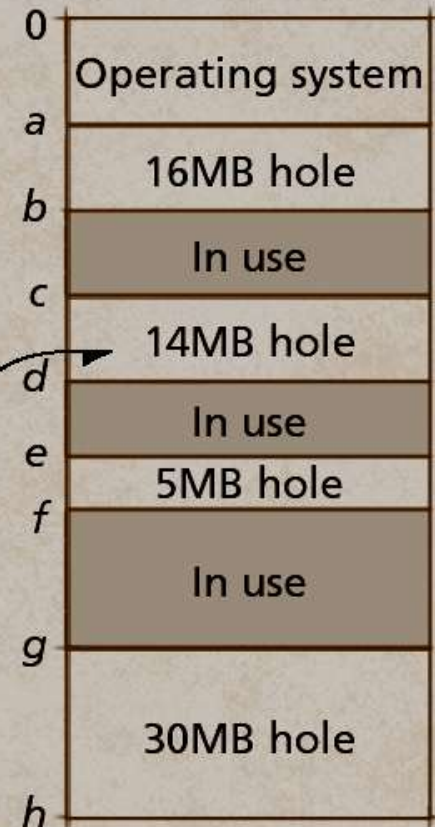 0
Operating system
a
16MB hole
b
In use
c
14MB hole
d
In use
e
5MB hole
f
In use
g
30MB hole
h